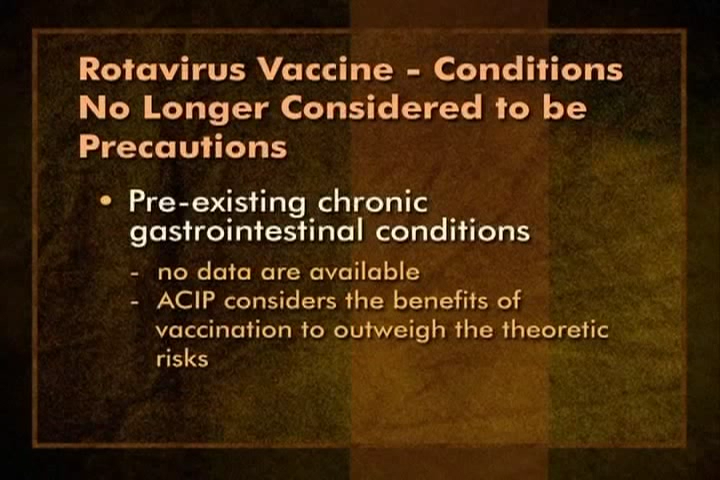 Rotavirus Vaccine - Conditions
No Longer Considered to be
Precautions
• Pre-existing chronic
gastrointestinal conditions
- no data are available
- ACIP considers the benefits of
vaccination to outweigh the theoretic
risks